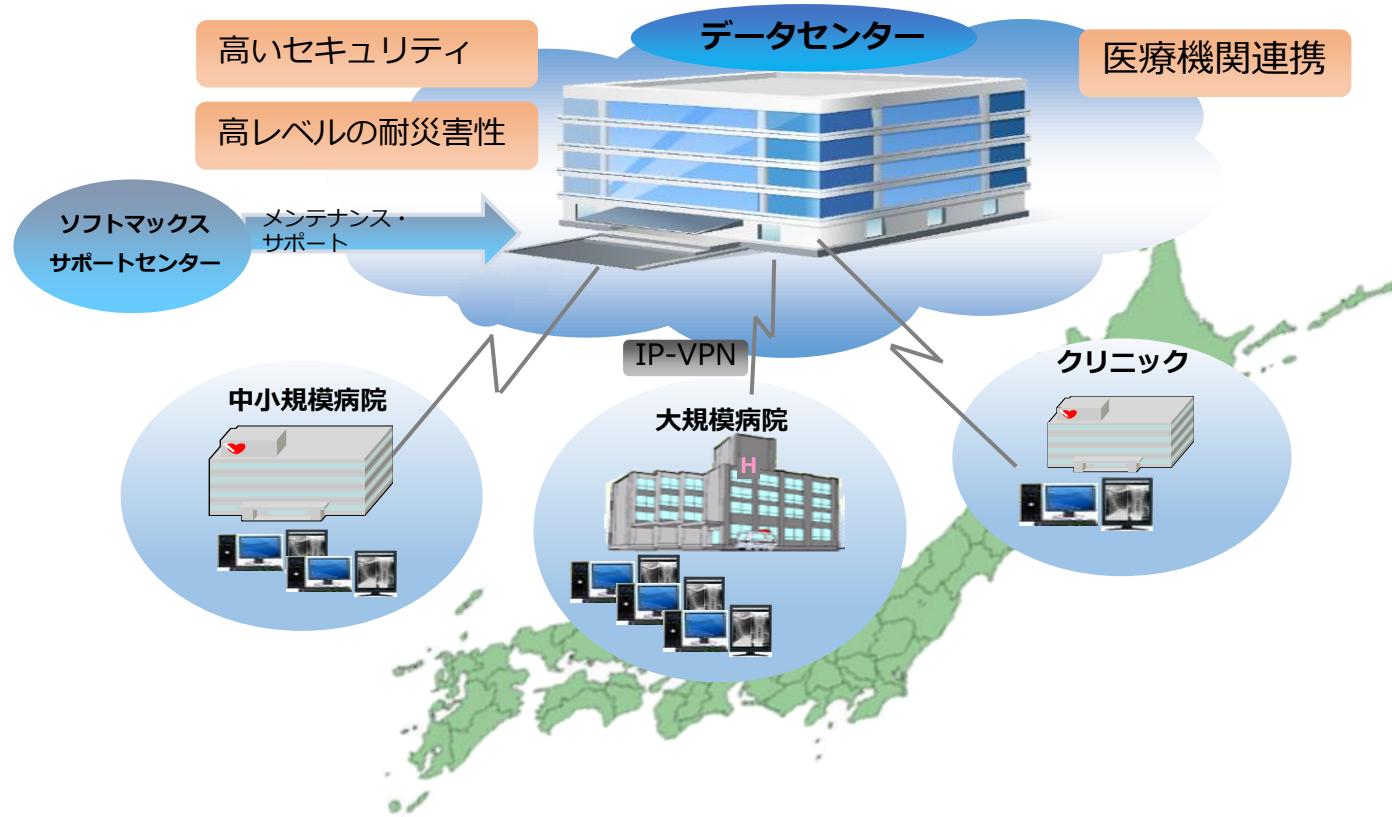 データセンター
高いセキュリティ
医療機関連携
高レベルの耐災害性
ソフトマックス
サポートセンター
メンテナンス・
サポート
IP-VPN
クリニック
中小規模病院
大規模病院
H